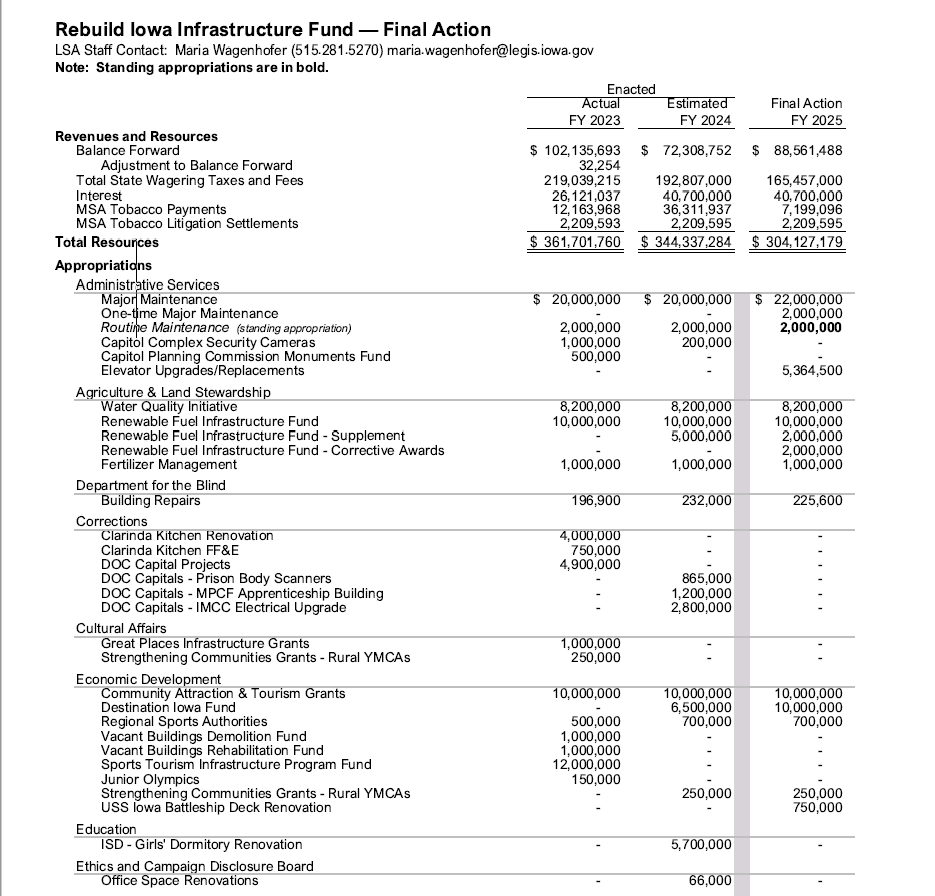 Rebuild Iowa Infrastructure Fund — Final Action
LSA Staff Contact: Maria Wagenhofer (515.281.5270) maria.wagenhofer@legis.iowa.gov
Note: Standing appropriations are in bold.
Enacted
Actual Estimated Final Action
FY 2023 FY 2024 FY 2025
Revenues and Resources
Balance Forward $ 102,135,693 $ 72,308,752 $ 88,561,488
Adjustment to Balance Forward 32,254
Total State Wagering Taxes and Fees 219,039,215 192,807,000 165,457,000
Interest 26,121,037 40,700,000 40,700,000
MSA Tobacco Payments 12,163,968 36,311,937 7,199,096
MSA Tobacco Litigation Settlements 2,209,593 2,209,595 2,209,595
Total Resources $ 361,701,760 $ 344,337,284 $ 304,127,179
Appropriations
Administrative Services
Major Maintenance $ 20,000,000 $ 20,000,000 $ 22,000,000
One-time Major Maintenance - - 2,000,000
Routine Maintenance (standing appropriation) 2,000,000 2,000,000 2,000,000
Capitol Complex Security Cameras 1,000,000 200,000 -
Capitol Planning Commission Monuments Fund 500,000 - -
Elevator Upgrades/Replacements - - 5,364,500
Agriculture & Land Stewardship
Water Quality Initiative 8,200,000 8,200,000 8,200,000
Renewable Fuel Infrastructure Fund 10,000,000 10,000,000 10,000,000
Renewable Fuel Infrastructure Fund - Supplement - 5,000,000 2,000,000
Renewable Fuel Infrastructure Fund - Corrective Awards - - 2,000,000
Fertilizer Management 1,000,000 1,000,000 1,000,000
Department for the Blind
Building Repairs 196,900 232,000 225,600
Corrections
Clarinda Kitchen Renovation 4,000,000 - -
Clarinda Kitchen FF&E 750,000 - -
DOC Capital Projects 4,900,000 - -
DOC Capitals - Prison Body Scanners - 865,000 -
DOC Capitals - MPCF Apprenticeship Building - 1,200,000 -
DOC Capitals - IMCC Electrical Upgrade - 2,800,000 -
Cultural Affairs
Great Places Infrastructure Grants 1,000,000 - -
Strengthening Communities Grants - Rural YMCAs 250,000 - -
Economic Development
Community Attraction & Tourism Grants 10,000,000 10,000,000 10,000,000
Destination Iowa Fund - 6,500,000 10,000,000
Regional Sports Authorities 500,000 700,000 700,000
Vacant Buildings Demolition Fund 1,000,000 - -
Vacant Buildings Rehabilitation Fund 1,000,000 - -
Sports Tourism Infrastructure Program Fund 12,000,000 - -
Junior Olympics 150,000 - -
Strengthening Communities Grants - Rural YMCAs - 250,000 250,000
USS Iowa Battleship Deck Renovation - - 750,000
Education
ISD - Girls' Dormitory Renovation - 5,700,000 -
Ethics and Campaign Disclosure Board
Office Space Renovations - 66,000 -